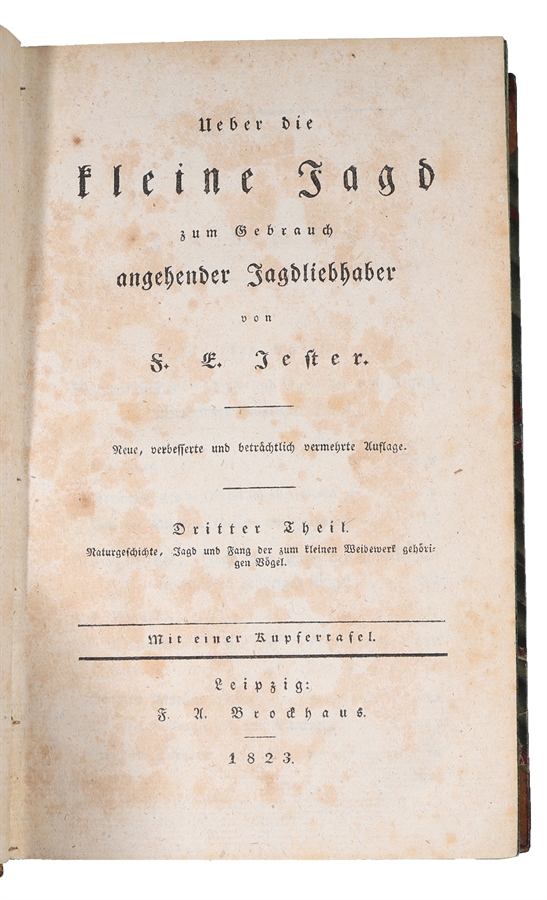 Ueber die
kleine Jagd
zum Gebrauch
angehender Jagdliebhaber
von
F. E. Jester.
Neue, verbesserte und beträchtlich vermehrte Auflage.
Dritter Theil.
Naturgeschichte, Jagd und Fang der zum kleinen Weidewerk gehöri-
gen Vögel.
Mit einer Kupfertafel.
Leipzig:
F. A. Brockhaus.
1823.